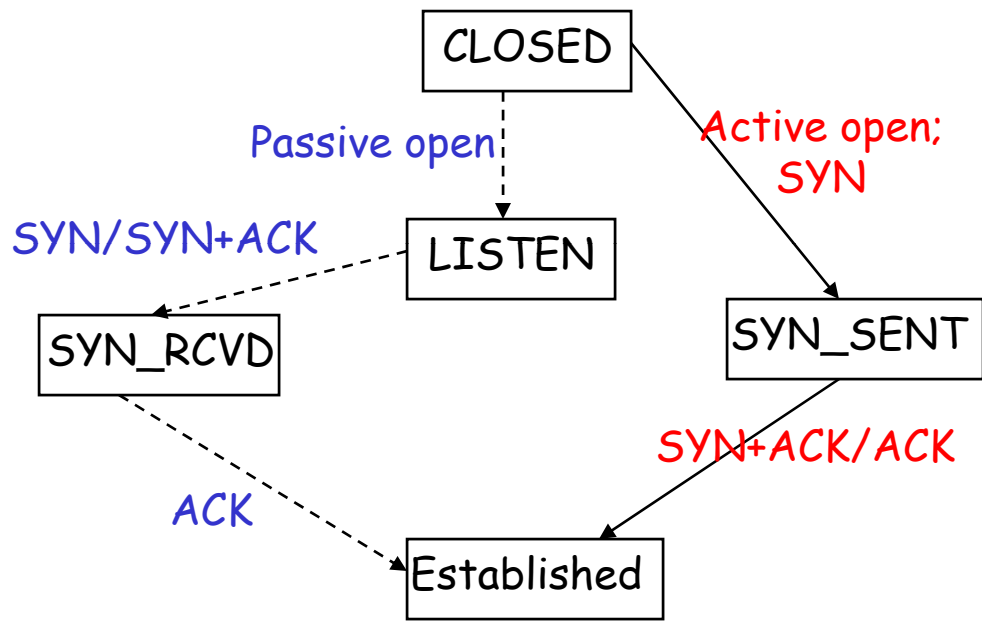 CLOSED
Passive open
Active open;
SYN
SYN/SYN+ACK
LISTEN
SYN_RCVD
SYN_SENT
SYN+ACK/ACK
ACK
Established